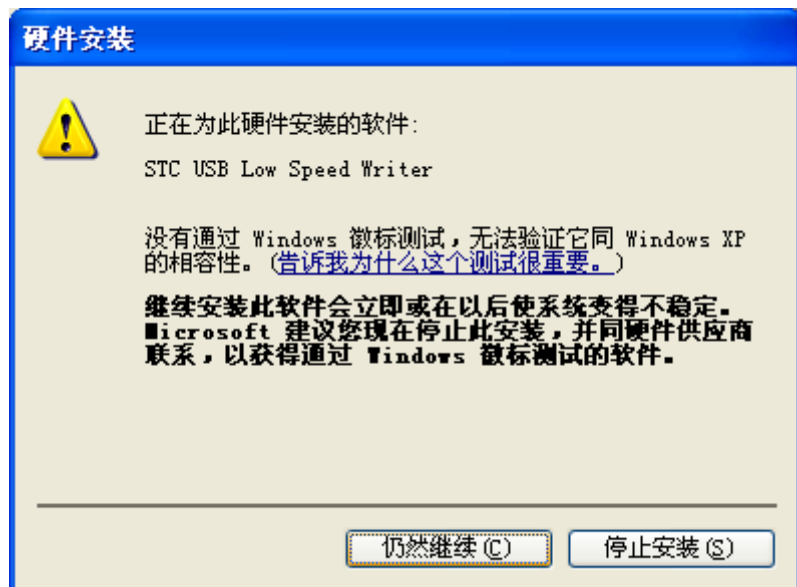 硬件安装
正在为此硬件安装的软件:
STC USB Low Speed Writer
没有通过 Windows 徽标测试，无法验证它同 Windows XP
的相容性。(告诉我为什么这个测试很重要。)
继续安装此软件会立即或在以后使系统变得不稳定。
Microsoft 建议您现在停止此安装，并同硬件供应商
联系，以获得通过 Windows 徽标测试的软件。
仍然继续(C)
停止安装(S)